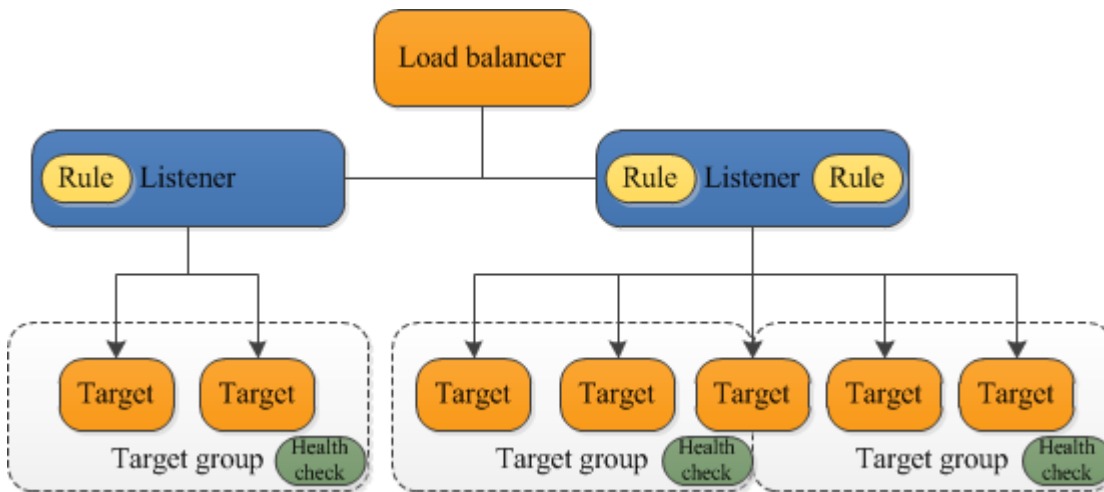 Load balancer
Rule Listener
Rule Listener Rule
Target
Target
Target
Target
Target
Target
Target
Target group
Health
check
Target group
Health
check
Target group
Health
check